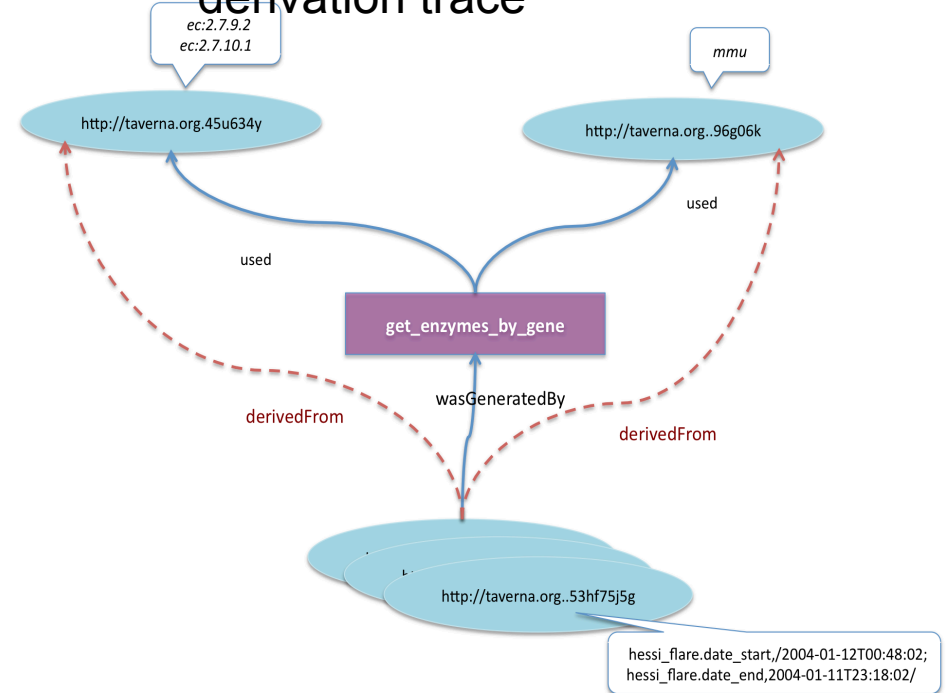 derivation trace
ec:2.7.9.2
ec:2.7.10.1
mmu
http://taverna.org.45u634y
http://taverna.org..96g06k
used
used
get_enzymes_by_gene
wasGeneratedBy
derivedFrom
derivedFrom
http://taverna.org..53hf75j5g
hessi_flare.date_start,/2004-01-12T00:48:02;
hessi_flare.date_end,2004-01-11T23:18:02/